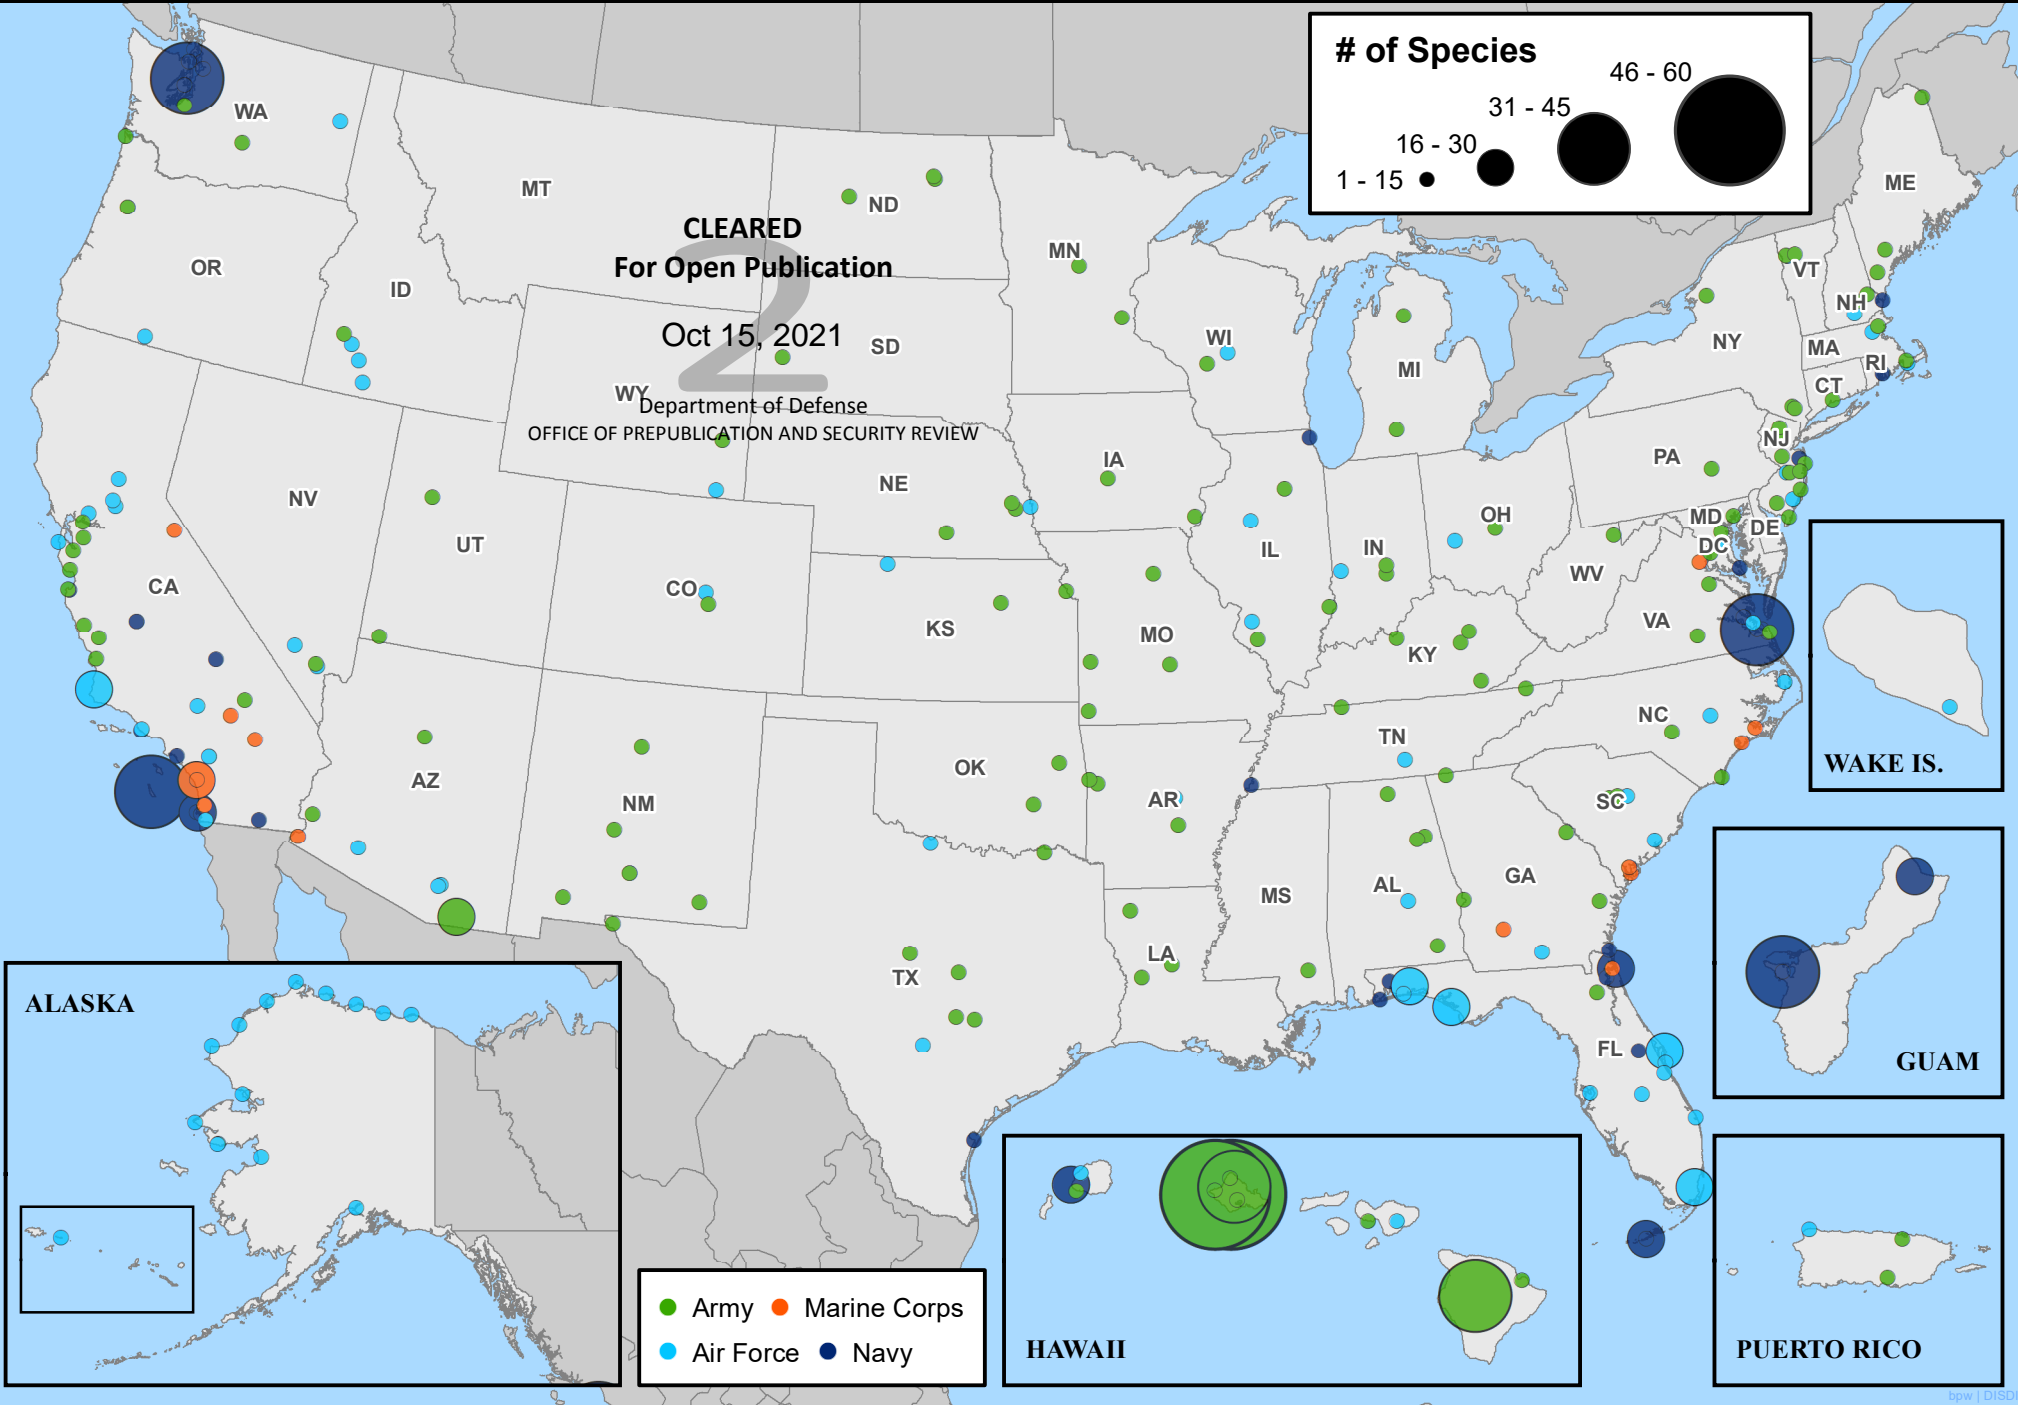 # of Species
46 - 60
31 - 45
16 - 30
1 - 15
WA
MT
ND
ME
OR
ID
MN
VT
NH
CLEARED
For Open Publication
2
Oct 15, 2021
SD
WI
MI
NY
MA
RI
CT
WY
Department of Defense
OFFICE OF PREPUBLICATION AND SECURITY REVIEW
NV
UT
NE
IA
PA
NJ
OH
MD
DE
DC
IL
IN
WV
CA
CO
KS
MO
KY
VA
AZ
NM
OK
AR
TN
NC
SC
WAKE IS.
MS
AL
GA
TX
LA
FL
GUAM
ALASKA
Army
Marine Corps
Air Force
Navy
HAWAII
PUERTO RICO
bpw | DISDI